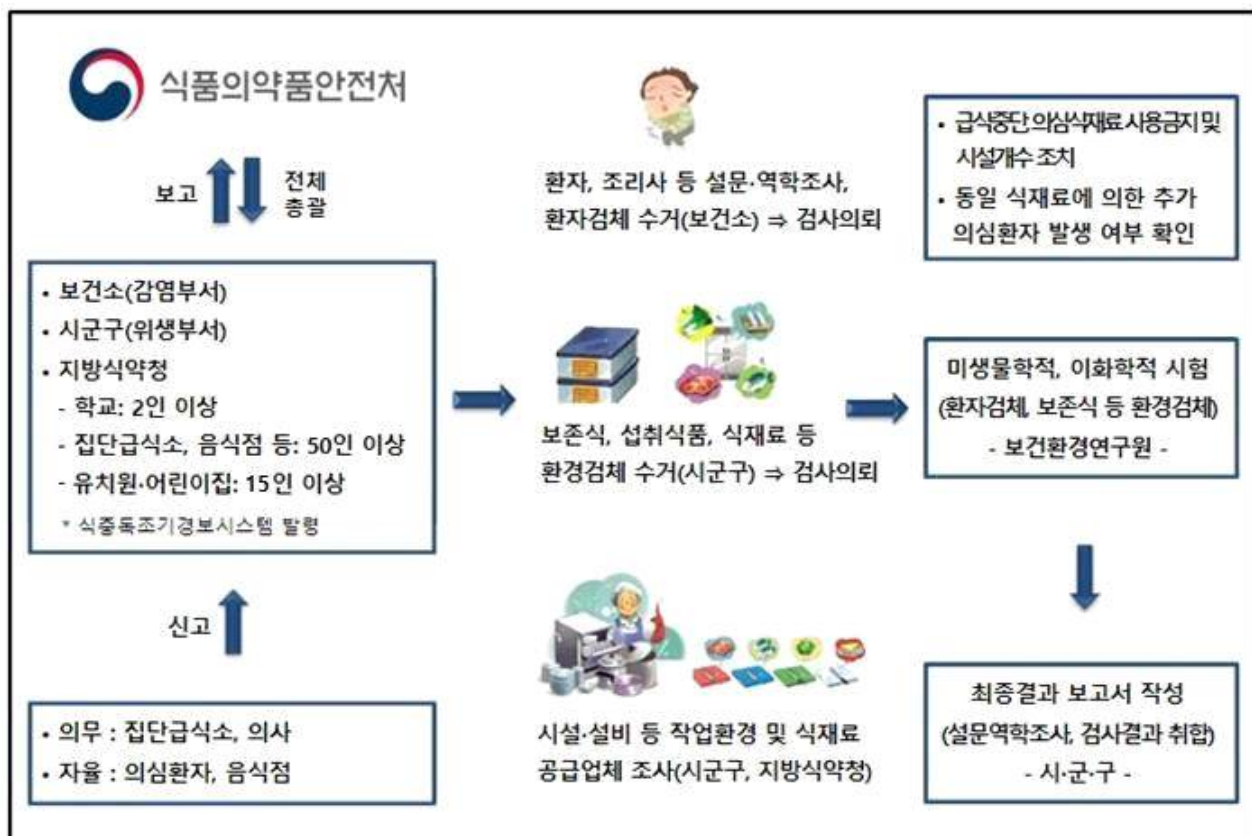 식품의약품안전처
보고
전체
총괄
• 보건소(감염부서)
• 시군구(위생부서)
• 지방식약청
- 학교: 2인 이상
- 집단급식소, 음식점 등: 50인 이상
- 유치원·어린이집: 15인 이상
* 식중독조기경보시스템 발령
신고
• 의무 : 집단급식소, 의사
• 자율 : 의심환자, 음식점
환자, 조리사 등 설문·역학조사,
환자검체 수거(보건소) ⇒ 검사의뢰
보존식, 섭취식품, 식재료 등
환경검체 수거(시군구) ⇒ 검사의뢰
시설·설비 등 작업환경 및 식재료
공급업체 조사(시군구, 지방식약청)
• 급식중단, 의심식재료 사용금지 및
시설개수 조치
• 동일 식재료에 의한 추가
의심환자 발생 여부 확인
미생물학적, 이화학적 시험
(환자검체, 보존식 등 환경검체)
- 보건환경연구원 -
최종결과 보고서 작성
(설문역학조사, 검사결과 취합)
- 시·군·구 -